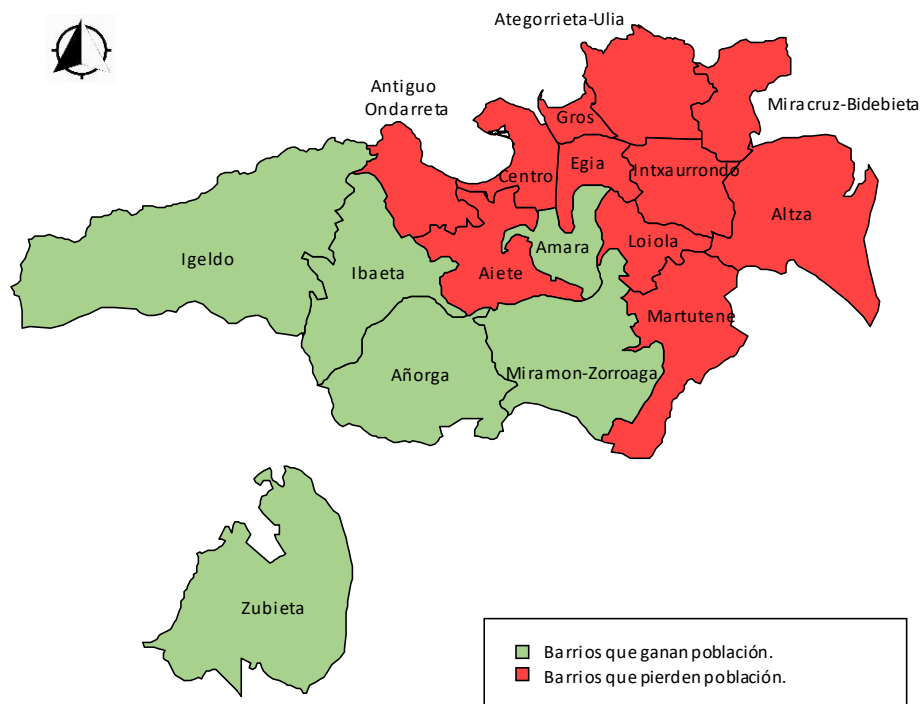 Ategorrieta-Ulia
Antiguo
Ondarreta
Miracruz-Bidebieta
Gros
Centro
Egia
Intxaurrondo
Altza
Igeldo
Ibaeta
Aiete
Amara
Loiola
Martutene
Añorga
Miramon-Zorroaga
Zubieta
Barrios que ganan población.
Barrios que pierden población.